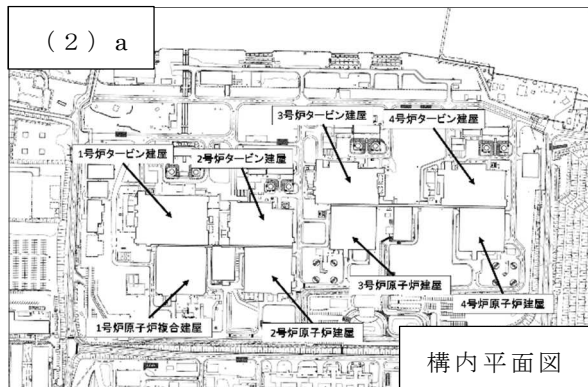 (2)a
3号炉タービン建屋
4号炉タービン建屋
1号炉タービン建屋
2号炉タービン建屋
3号炉原子炉建屋
4号炉原子炉建屋
1号炉原子炉複合建屋
2号炉原子炉建屋
構内平面図